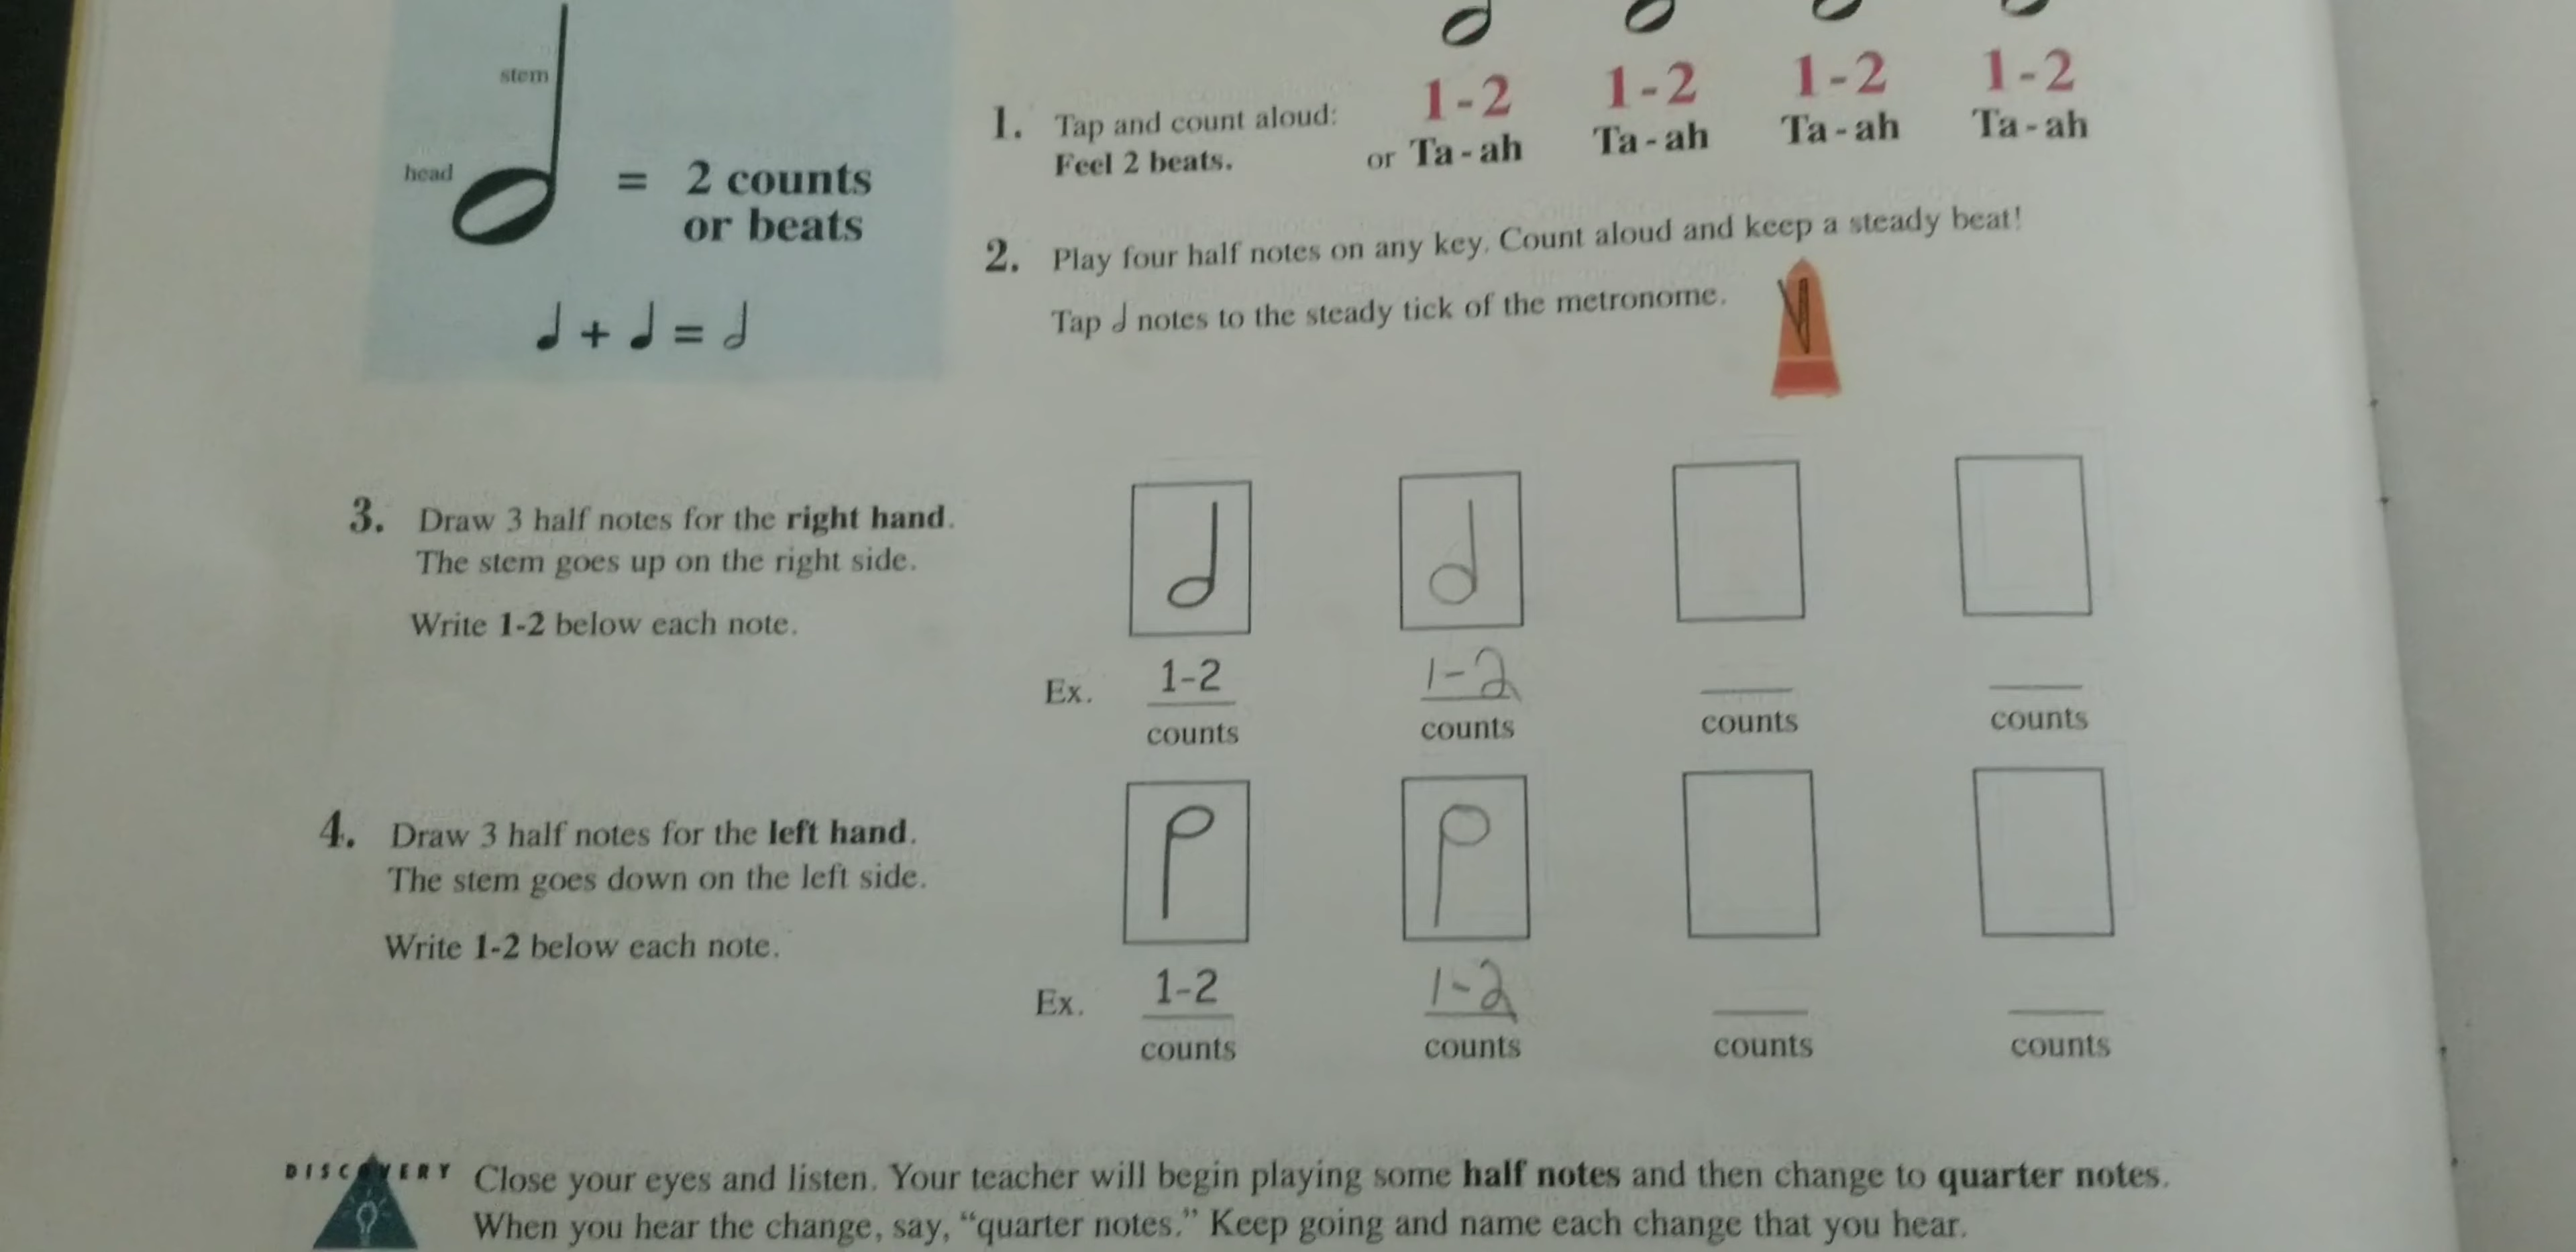 stem
head
= 2 counts
or beats
+ =
1. Tap and count aloud: 1-2 1-2 1-2 1-2
Feel 2 beats. or Ta-ah Ta-ah Ta-ah Ta-ah
2. Play four half notes on any key. Count aloud and keep a steady beat!
Tap 𝅗𝅥 notes to the steady tick of the metronome.
3. Draw 3 half notes for the right hand.
The stem goes up on the right side.
Write 1-2 below each note.
Ex. 1-2 1-2
counts counts counts counts
4. Draw 3 half notes for the left hand.
The stem goes down on the left side.
Write 1-2 below each note.
Ex. 1-2 1-2
counts counts counts counts
DISCOVERY Close your eyes and listen. Your teacher will begin playing some half notes and then change to quarter notes.
When you hear the change, say, “quarter notes.” Keep going and name each change that you hear.